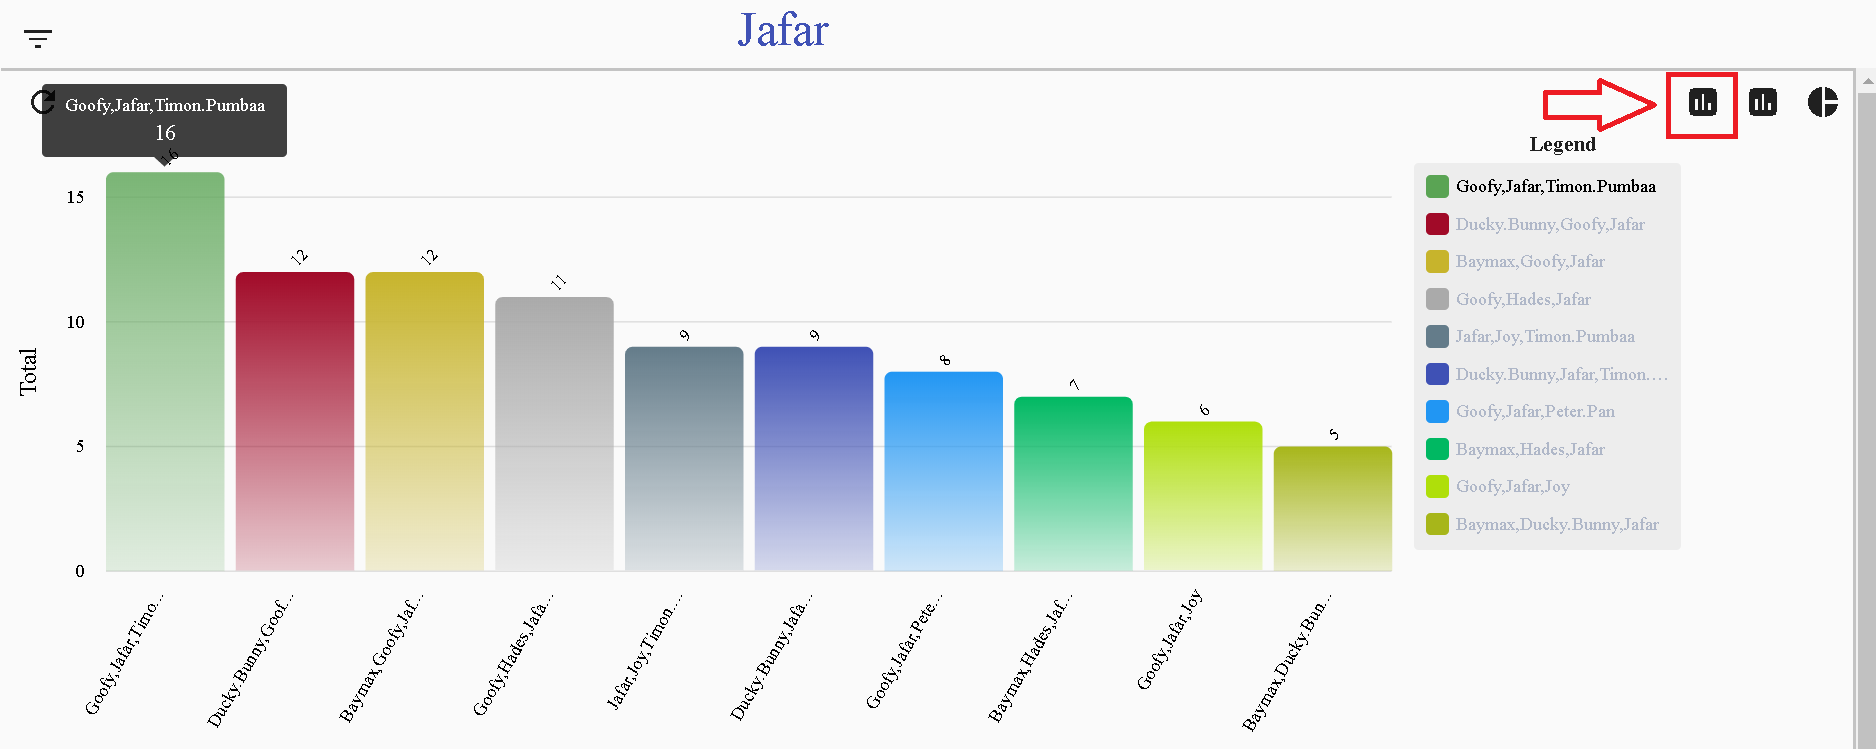 Jafar
Goofy,Jafar,Timon.Pumbaa
16
16
Legend
Goofy,Jafar,Timon.Pumbaa
Ducky.Bunny,Goofy,Jafar
Baymax,Goofy,Jafar
Goofy,Hades,Jafar
Jafar,Joy,Timon.Pumbaa
Ducky.Bunny,Jafar,Timon....
Goofy,Jafar,Peter.Pan
Baymax,Hades,Jafar
Goofy,Jafar,Joy
Baymax,Ducky.Bunny,Jafar
Total
15
10
5
0
12
12
11
9
9
8
7
6
5
Goofy,Jafar,Timo...
Ducky.Bunny,Goof...
Baymax,Goofy,Jaf...
Goofy,Hades,Jafa...
Jafar,Joy,Timon....
Ducky.Bunny,Jafa...
Goofy,Jafar,Pete...
Baymax,Hades,Jaf...
Goofy,Jafar,Joy
Baymax,Ducky.Bun...